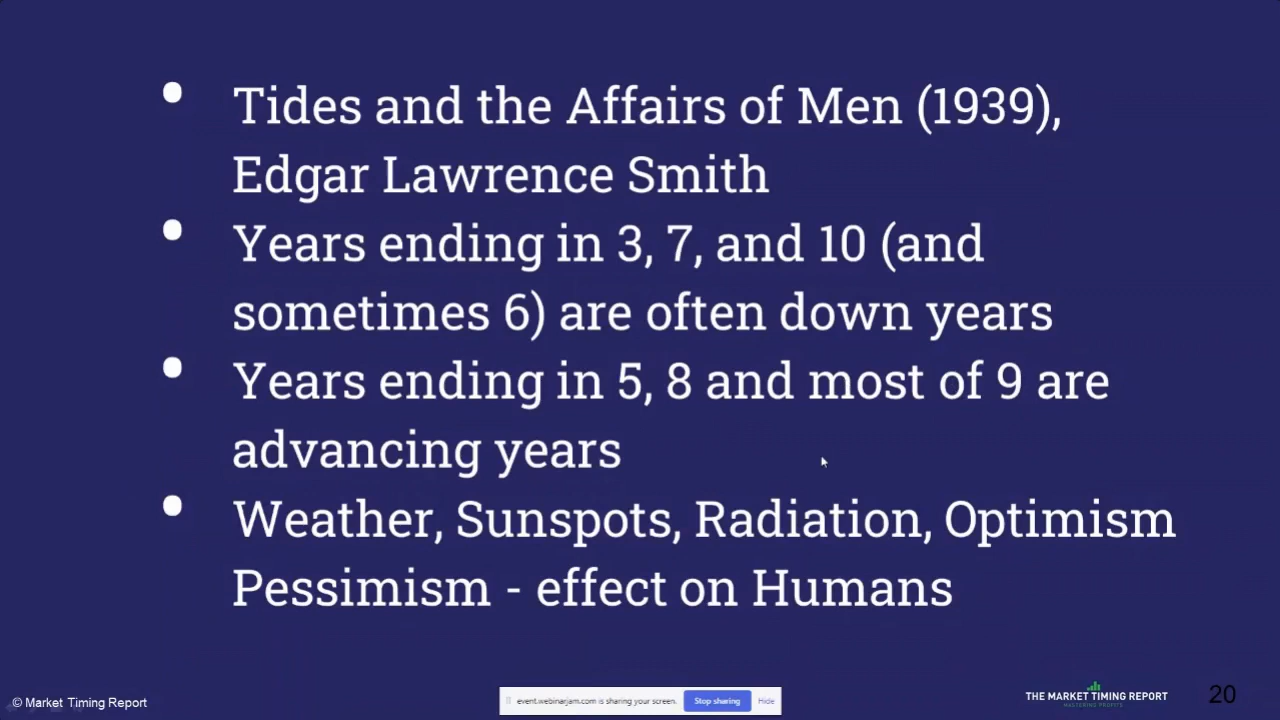 • Tides and the Affairs of Men (1939),
Edgar Lawrence Smith
• Years ending in 3, 7, and 10 (and
sometimes 6) are often down years
• Years ending in 5, 8 and most of 9 are
advancing years
• Weather, Sunspots, Radiation, Optimism
Pessimism - effect on Humans
© Market Timing Report
event.webinarjam.com is sharing your screen. Stop sharing Hide
THE MARKET TIMING REPORT
MASTERING PROFITS
20